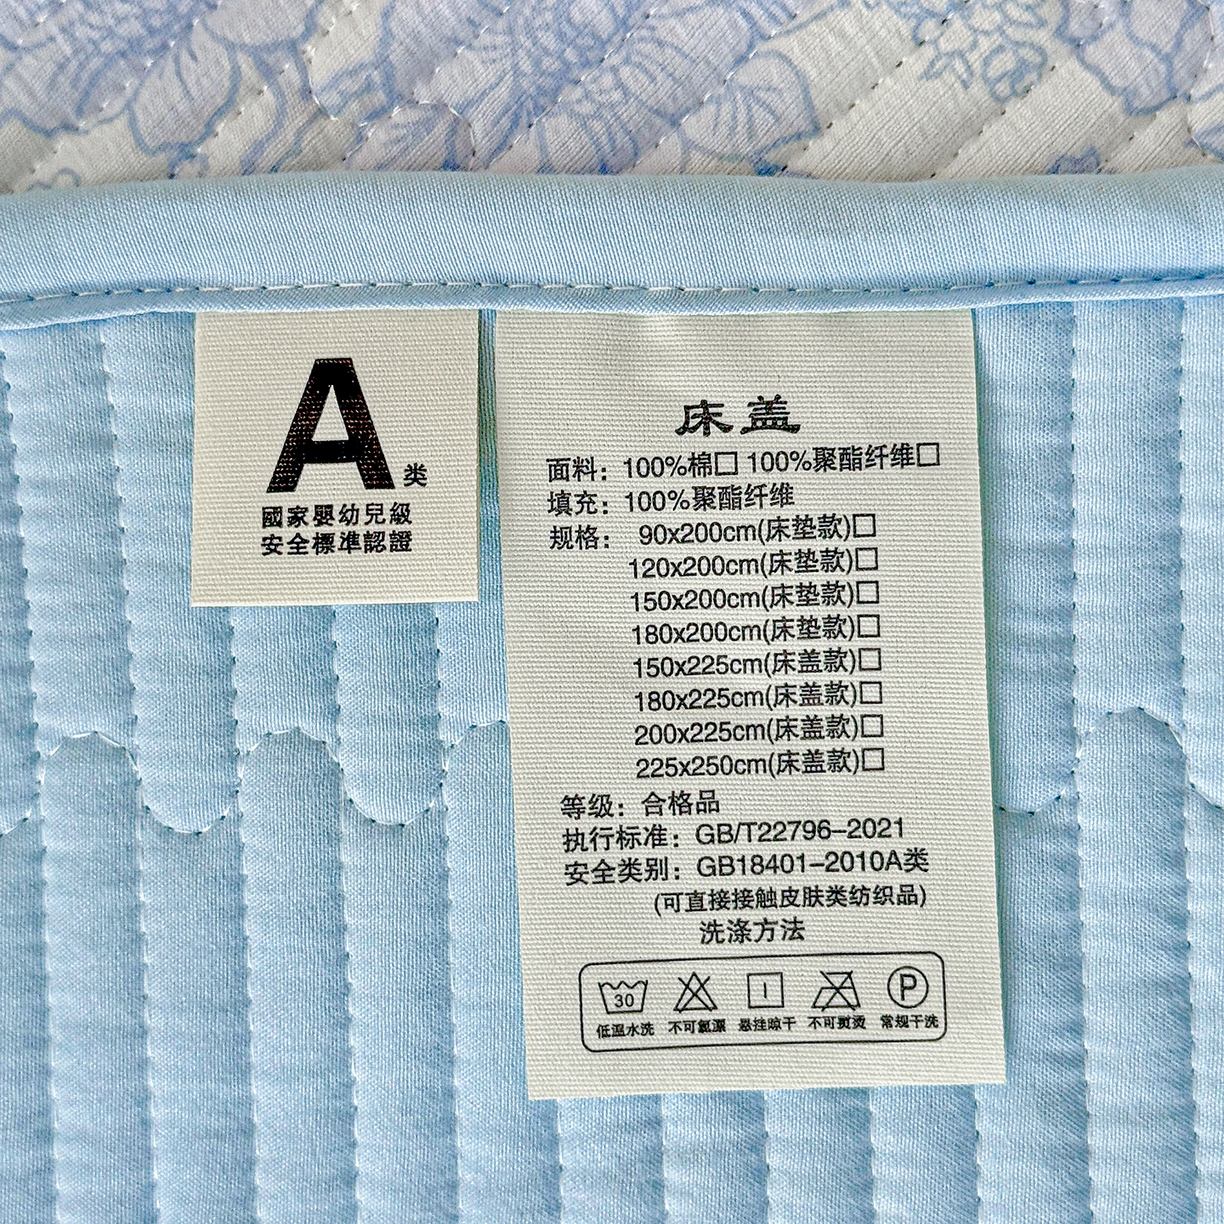 A类
國家嬰幼兒級
安全標準認證
床盖
面料：100%棉□ 100%聚酯纤维□
填充：100%聚酯纤维
规格： 90x200cm(床垫款)□
120x200cm(床垫款)□
150x200cm(床垫款)□
180x200cm(床垫款)□
150x225cm(床盖款)□
180x225cm(床盖款)□
200x225cm(床盖款)□
225x250cm(床盖款)□
等级：合格品
执行标准：GB/T22796-2021
安全类别：GB18401-2010A类
(可直接接触皮肤类纺织品)
洗涤方法
30 P
低温水洗 不可氯漂 悬挂晾干 不可熨烫 常规干洗